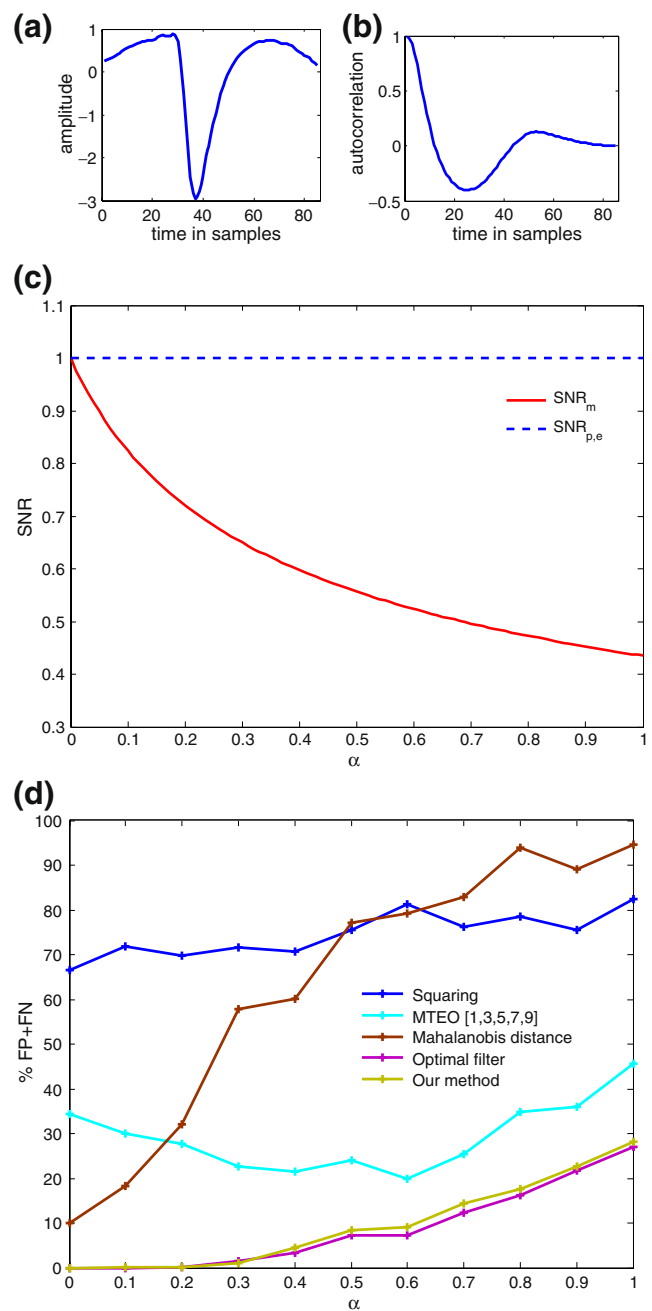 (a)
1
0
−1
−2
−3
amplitude
0 20 40 60 80
time in samples
(b)
1
0.5
0
−0.5
autocorrelation
0 20 40 60 80
time in samples
(c)
1.1
1
0.9
0.8
0.7
0.6
0.5
0.4
0.3
SNR
SNR_m
SNR_p,e
0 0.1 0.2 0.3 0.4 0.5 0.6 0.7 0.8 0.9 1
α
(d)
100
90
80
70
60
50
40
30
20
10
0
% FP+FN
Squaring
MTEO [1,3,5,7,9]
Mahalanobis distance
Optimal filter
Our method
0 0.1 0.2 0.3 0.4 0.5 0.6 0.7 0.8 0.9 1
α